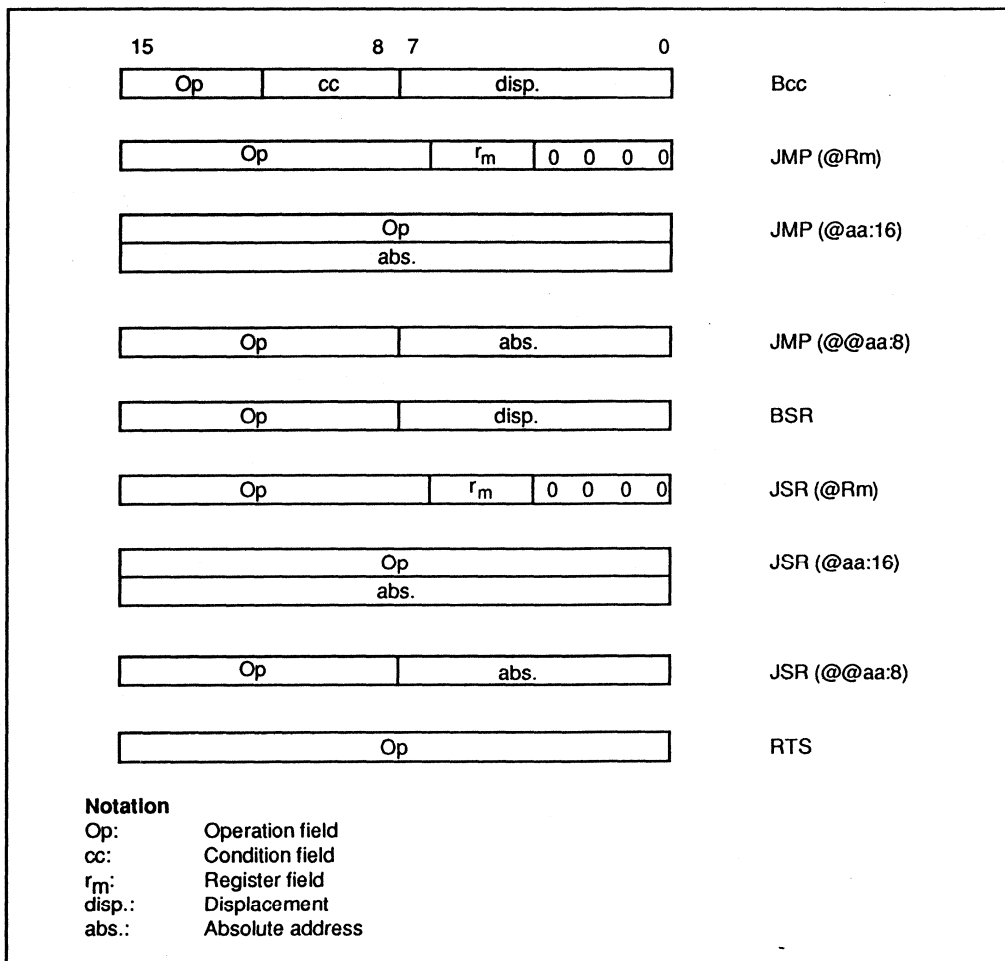 15 8 7 0
Op cc disp. Bcc
Op rm 0 0 0 0 JMP (@Rm)
Op JMP (@aa:16)
abs.
Op abs. JMP (@@aa:8)
Op disp. BSR
Op rm 0 0 0 0 JSR (@Rm)
Op JSR (@aa:16)
abs.
Op abs. JSR (@@aa:8)
Op RTS
Notation
Op: Operation field
cc: Condition field
rm: Register field
disp.: Displacement
abs.: Absolute address